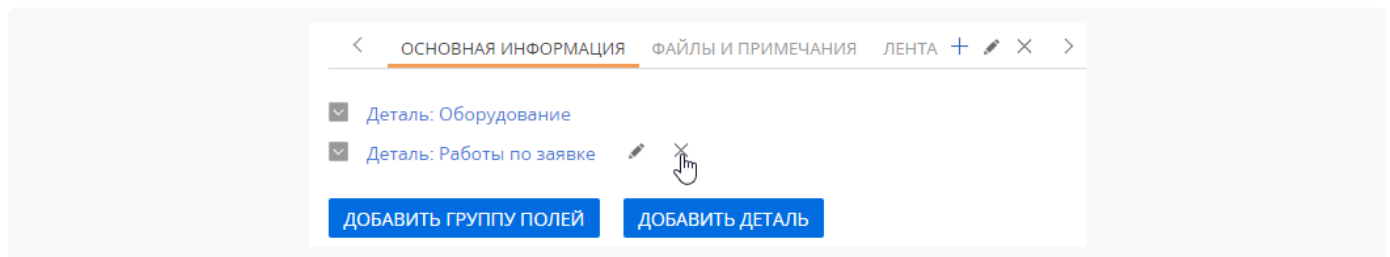 ОСНОВНАЯ ИНФОРМАЦИЯ ФАЙЛЫ И ПРИМЕЧАНИЯ ЛЕНТА
Деталь: Оборудование
Деталь: Работы по заявке
ДОБАВИТЬ ГРУППУ ПОЛЕЙ ДОБАВИТЬ ДЕТАЛЬ